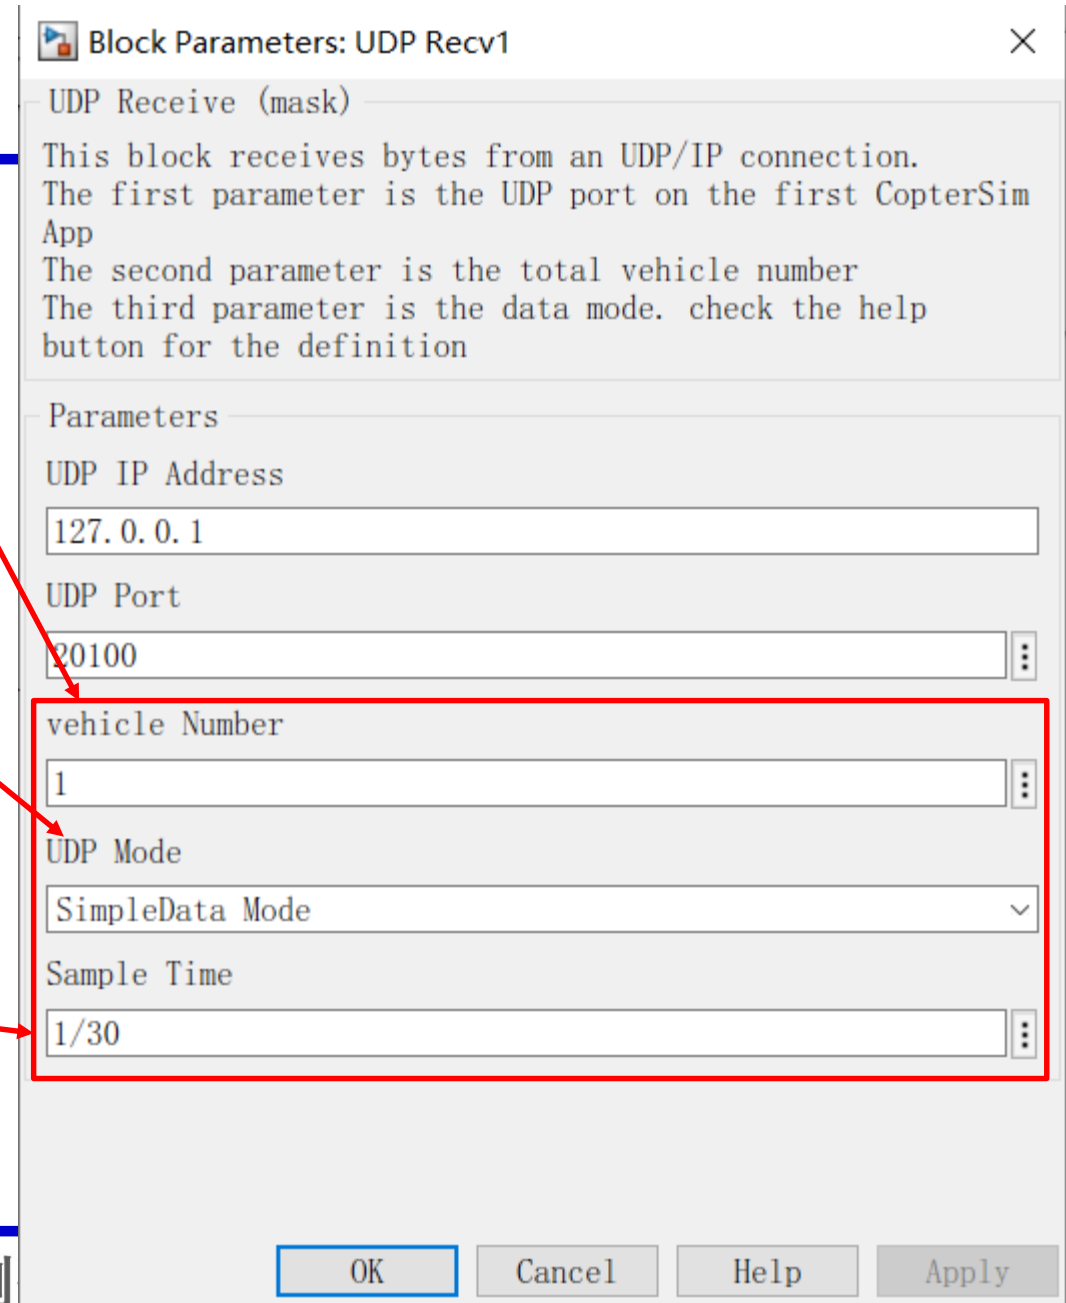 Block Parameters: UDP Recv1
UDP Receive (mask)
This block receives bytes from an UDP/IP connection.
The first parameter is the UDP port on the first CopterSim
App
The second parameter is the total vehicle number
The third parameter is the data mode. check the help
button for the definition
Parameters
UDP IP Address
127.0.0.1
UDP Port
20100
vehicle Number
1
UDP Mode
SimpleData Mode
Sample Time
1/30
OK
Cancel
Help
Apply